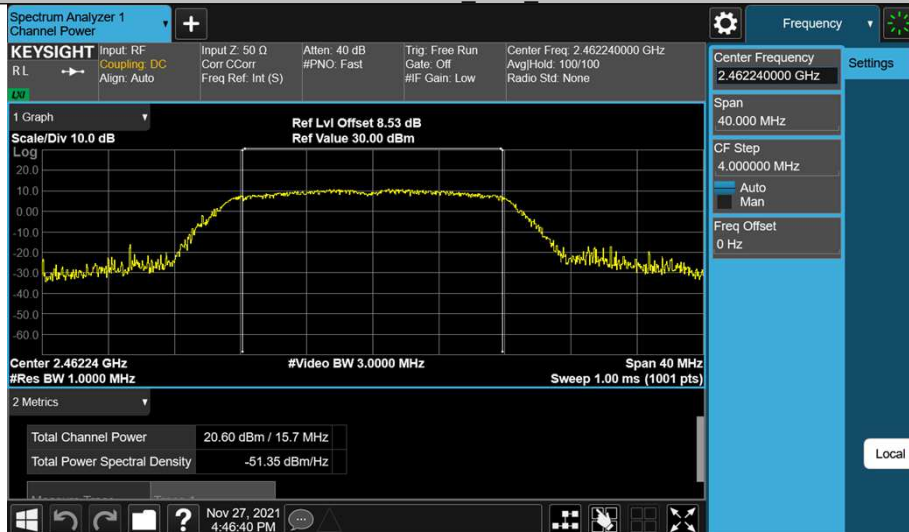 Spectrum Analyzer 1
Channel Power
Frequency
KEYSIGHT
RL
LXI
Input: RF
Coupling: DC
Align: Auto
Input Z: 50 Ω
Corr CCorr
Freq Ref: Int (S)
Atten: 40 dB
#PNO: Fast
Trig: Free Run
Gate: Off
#IF Gain: Low
Center Freq: 2.462240000 GHz
Avg|Hold: 100/100
Radio Std: None
Center Frequency
2.462240000 GHz
Settings
Span
40.000 MHz
CF Step
4.000000 MHz
Auto
Man
Freq Offset
0 Hz
Local
1 Graph
Scale/Div 10.0 dB
Ref Lvl Offset 8.53 dB
Ref Value 30.00 dBm
Log
20.0
10.0
0.00
-10.0
-20.0
-30.0
-40.0
-50.0
-60.0
Center 2.46224 GHz
#Video BW 3.0000 MHz
Span 40 MHz
#Res BW 1.0000 MHz
Sweep 1.00 ms (1001 pts)
2 Metrics
Total Channel Power 20.60 dBm / 15.7 MHz
Total Power Spectral Density -51.35 dBm/Hz
?
Nov 27, 2021
4:46:40 PM